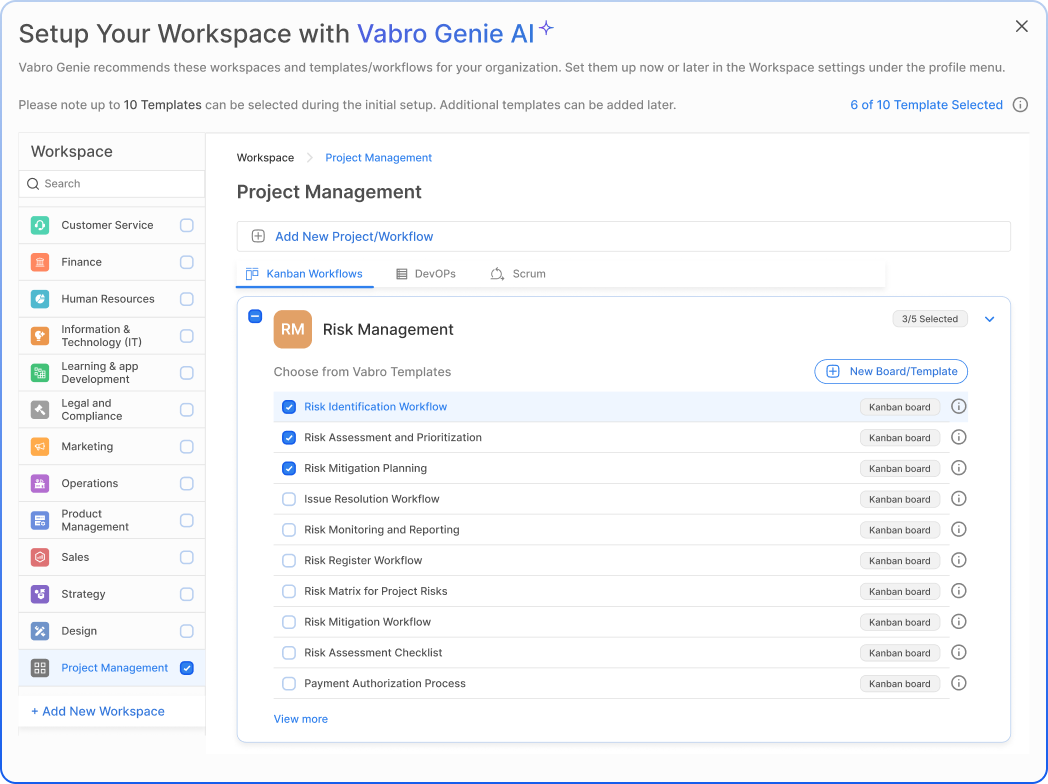 Setup Your Workspace with Vabro Genie AI
Vabro Genie recommends these workspaces and templates/workflows for your organization. Set them up now or later in the Workspace settings under the profile menu.
Please note up to 10 Templates can be selected during the initial setup. Additional templates can be added later.
6 of 10 Template Selected
Workspace
Search
Customer Service
Finance
Human Resources
Information &
Technology (IT)
Learning & app
Development
Legal and
Compliance
Marketing
Operations
Product
Management
Sales
Strategy
Design
Project Management
+ Add New Workspace
Workspace > Project Management
Project Management
Add New Project/Workflow
Kanban Workflows DevOPs Scrum
RM Risk Management 3/5 Selected
Choose from Vabro Templates New Board/Template
Risk Identification Workflow Kanban board
Risk Assessment and Prioritization Kanban board
Risk Mitigation Planning Kanban board
Issue Resolution Workflow Kanban board
Risk Monitoring and Reporting Kanban board
Risk Register Workflow Kanban board
Risk Matrix for Project Risks Kanban board
Risk Mitigation Workflow Kanban board
Risk Assessment Checklist Kanban board
Payment Authorization Process Kanban board
View more